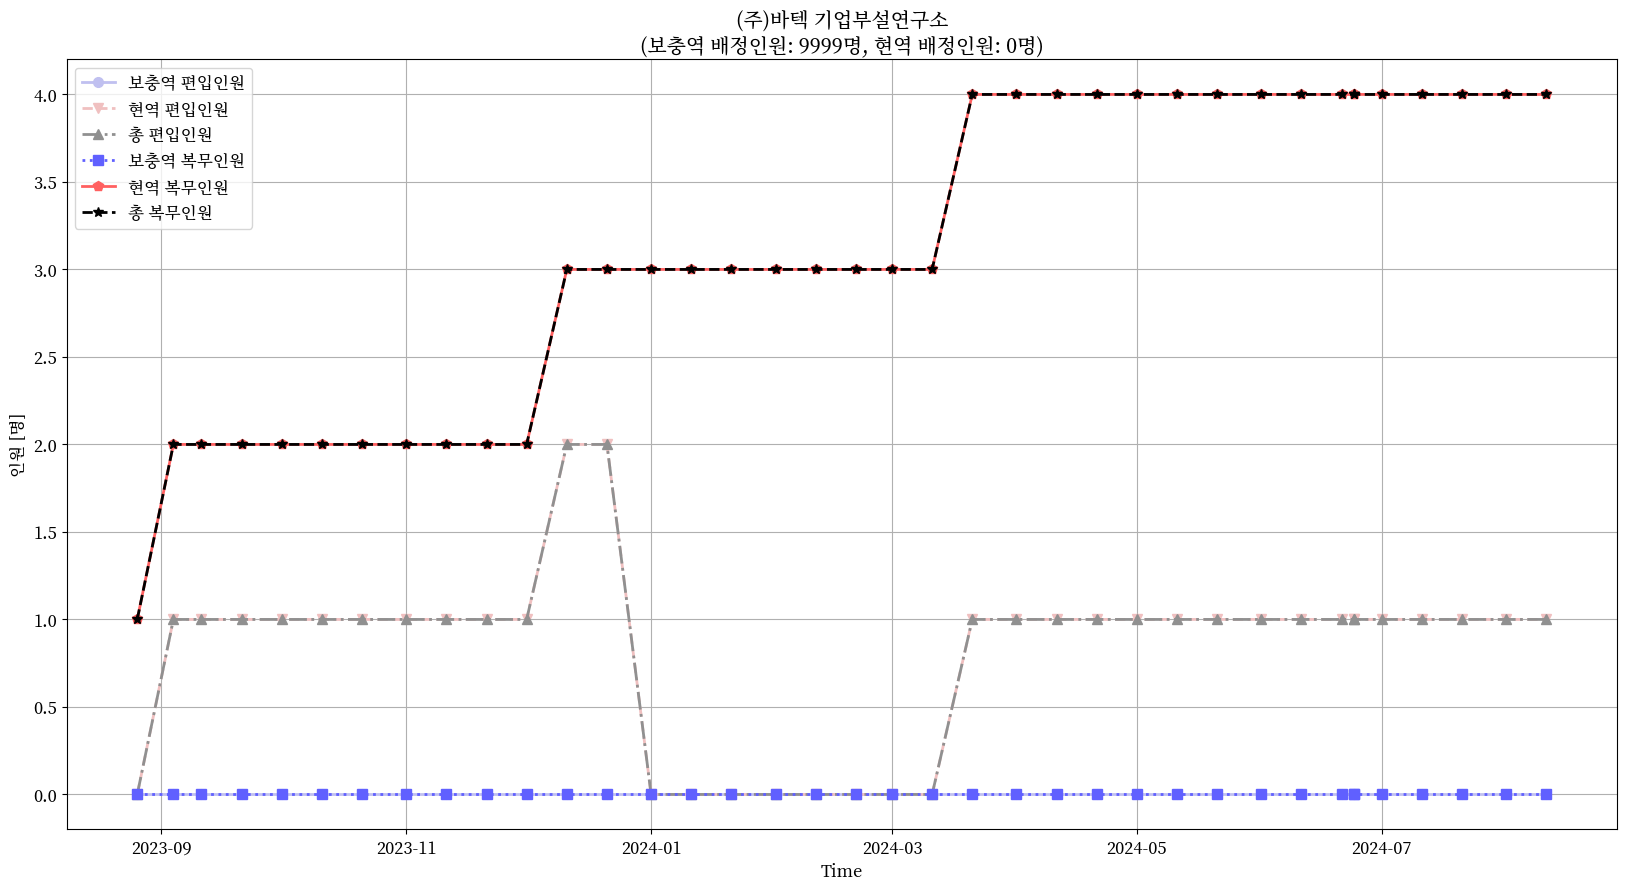 (주)바텍 기업부설연구소
(보충역 배정인원: 9999명, 현역 배정인원: 0명)
보충역 편입인원
현역 편입인원
총 편입인원
보충역 복무인원
현역 복무인원
총 복무인원
4.0
3.5
3.0
2.5
2.0
1.5
1.0
0.5
0.0
인원 [명]
2023-09
2023-11
2024-01
2024-03
2024-05
2024-07
Time